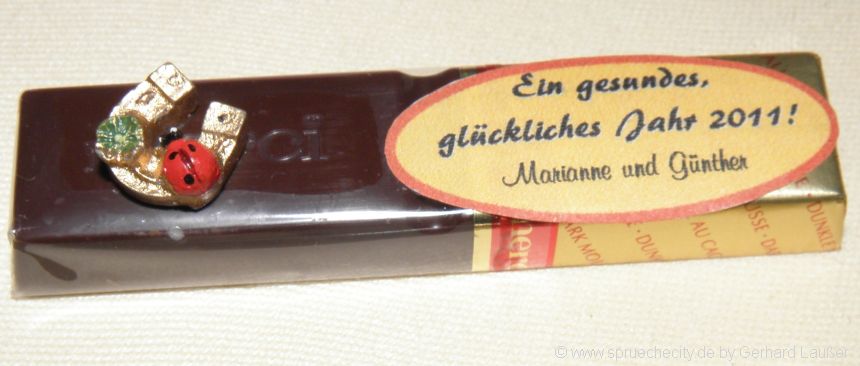 Ein gesundes,
glückliches Jahr 2011!
Marianne und Günther
© www.spruechecity.de by Gerhard Laußer